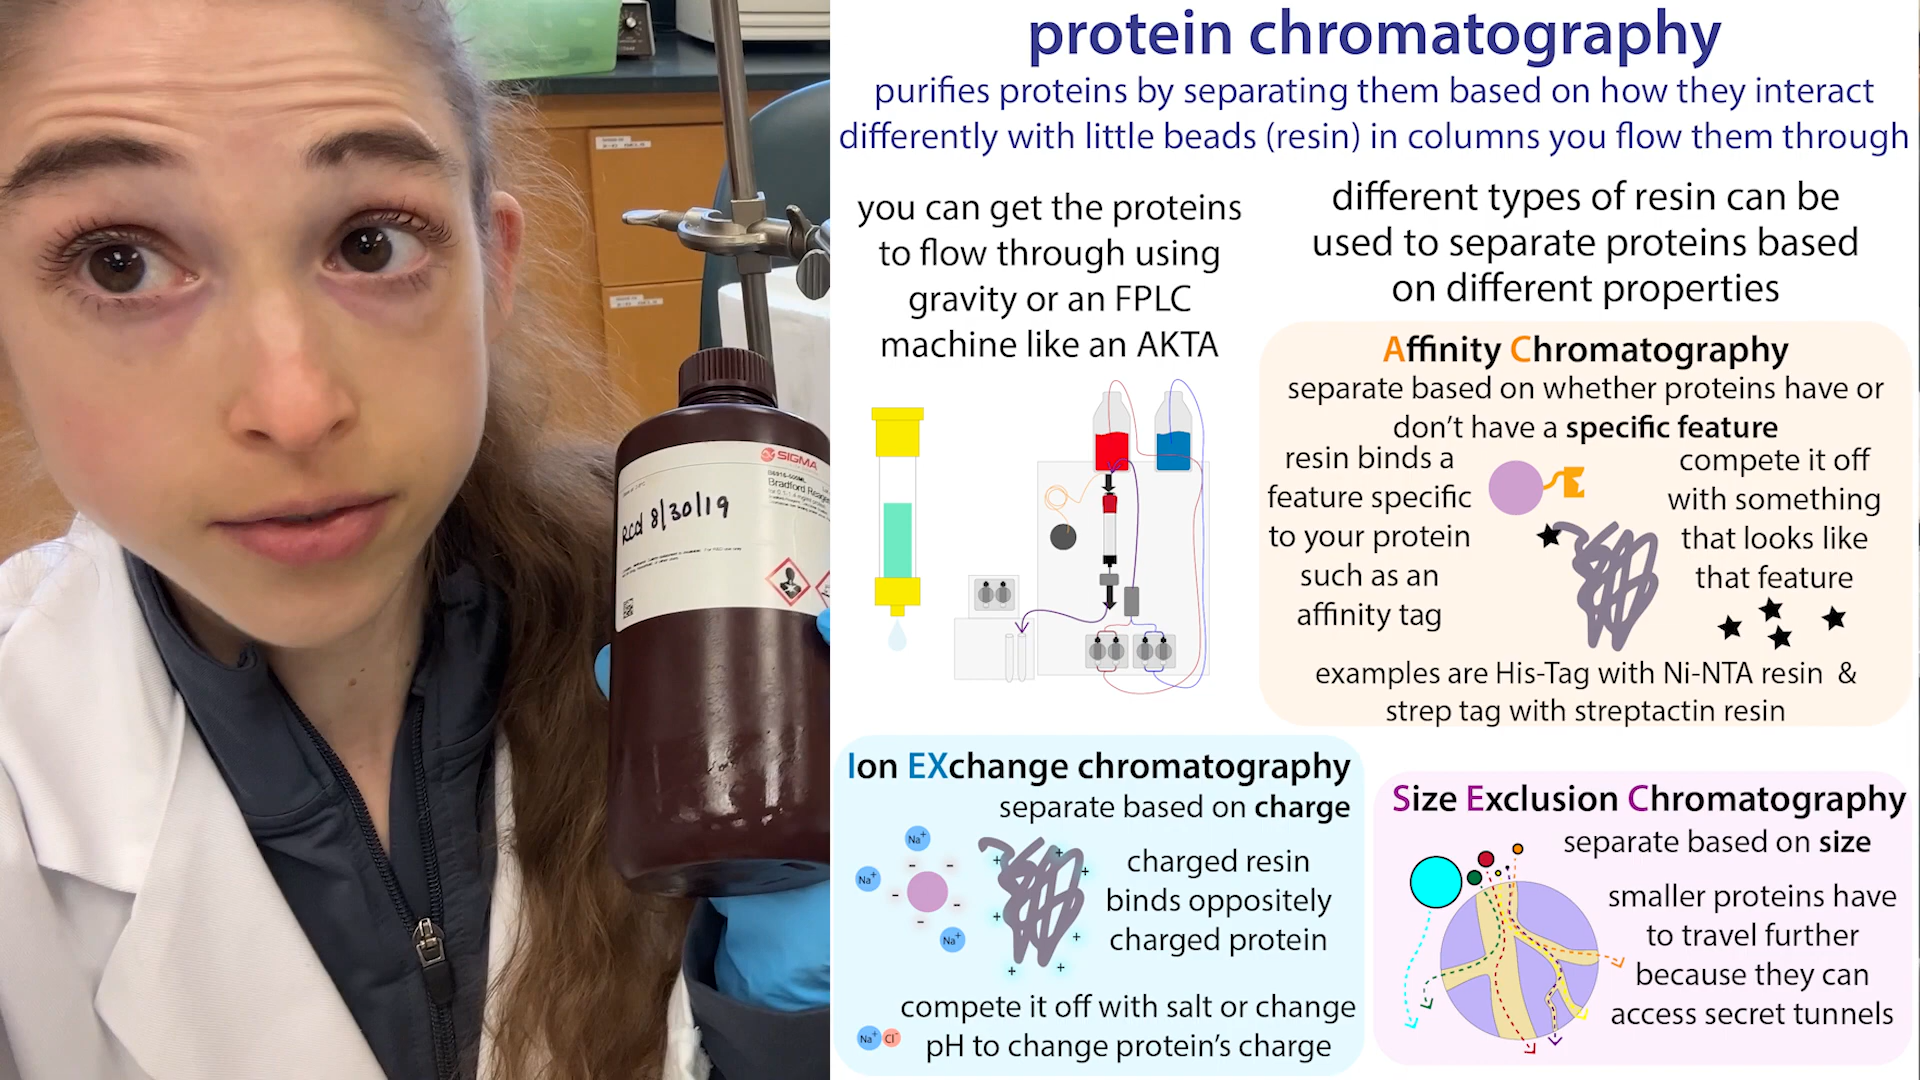 SIGMA
B6916-500ML
Bradford Reagent
Rcd 8/30/19
protein chromatography
purifies proteins by separating them based on how they interact
differently with little beads (resin) in columns you flow them through
you can get the proteins
to flow through using
gravity or an FPLC
machine like an AKTA
different types of resin can be
used to separate proteins based
on different properties
Affinity Chromatography
separate based on whether proteins have or
don't have a specific feature
resin binds a
feature specific
to your protein
such as an
affinity tag
compete it off
with something
that looks like
that feature
examples are His-Tag with Ni-NTA resin &
strep tag with streptactin resin
Ion EXchange chromatography
separate based on charge
Na+
Na+
Na+
charged resin
binds oppositely
charged protein
compete it off with salt or change
pH to change protein's charge
Na+ Cl-
Size Exclusion Chromatography
separate based on size
smaller proteins have
to travel further
because they can
access secret tunnels